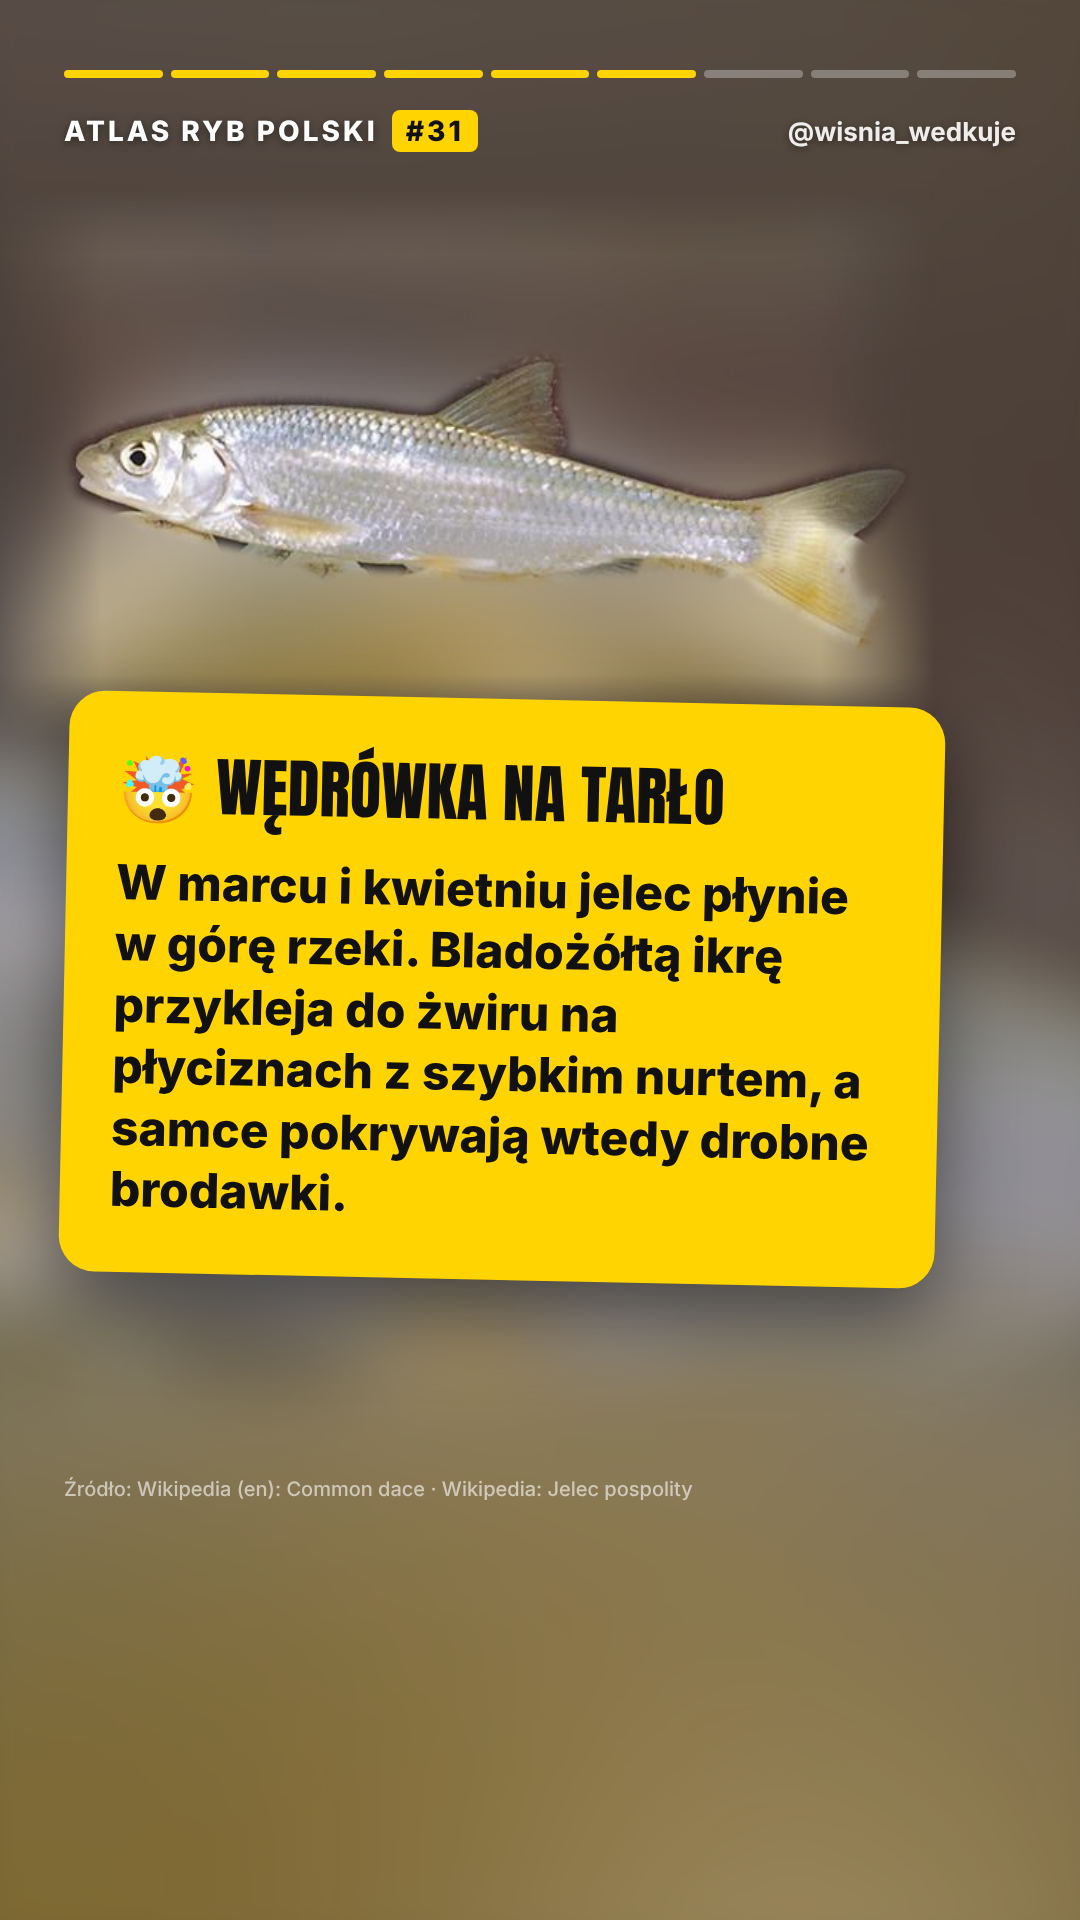 ATLAS RYB POLSKI #31 @wisnia_wedkuje
🤯 WĘDRÓWKA NA TARŁO
W marcu i kwietniu jelec płynie
w górę rzeki. Bladożółtą ikrę
przykleja do żwiru na
płyciznach z szybkim nurtem, a
samce pokrywają wtedy drobne
brodawki.
Źródło: Wikipedia (en): Common dace · Wikipedia: Jelec pospolity